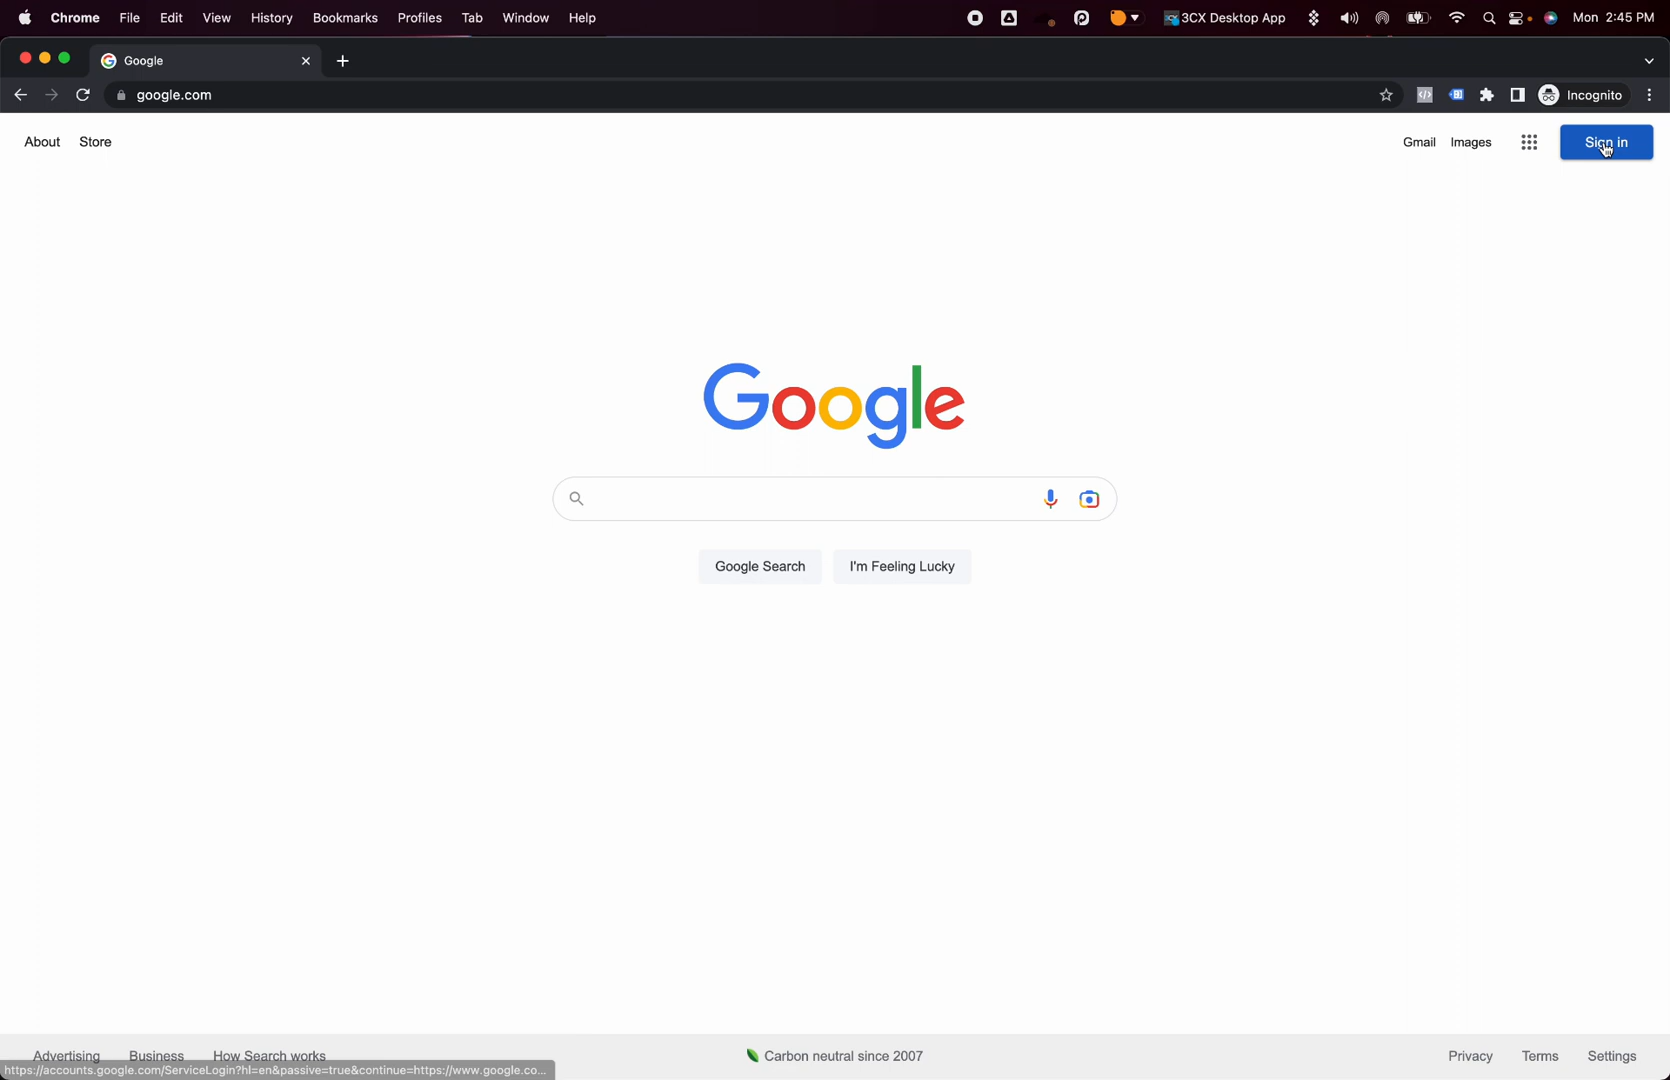 Chrome File Edit View History Bookmarks Profiles Tab Window Help 3CX Desktop App Mon 2:45 PM
Google
google.com Incognito
About Store Gmail Images Sign in
Google
Google Search I'm Feeling Lucky
Advertising Business How Search works Carbon neutral since 2007 Privacy Terms Settings
https://accounts.google.com/ServiceLogin?hl=en&passive=true&continue=https://www.google.co...